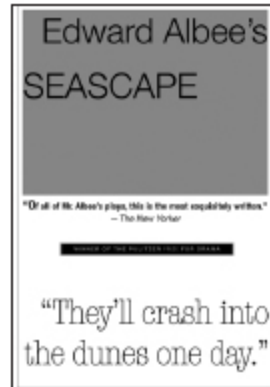 Edward Albee's
SEASCAPE
"Of all of Mr. Albee's plays, this is the most exquisitely written."
— The New Yorker
WINNER OF THE PULITZER PRIZE FOR DRAMA
"They'll crash into
the dunes one day."